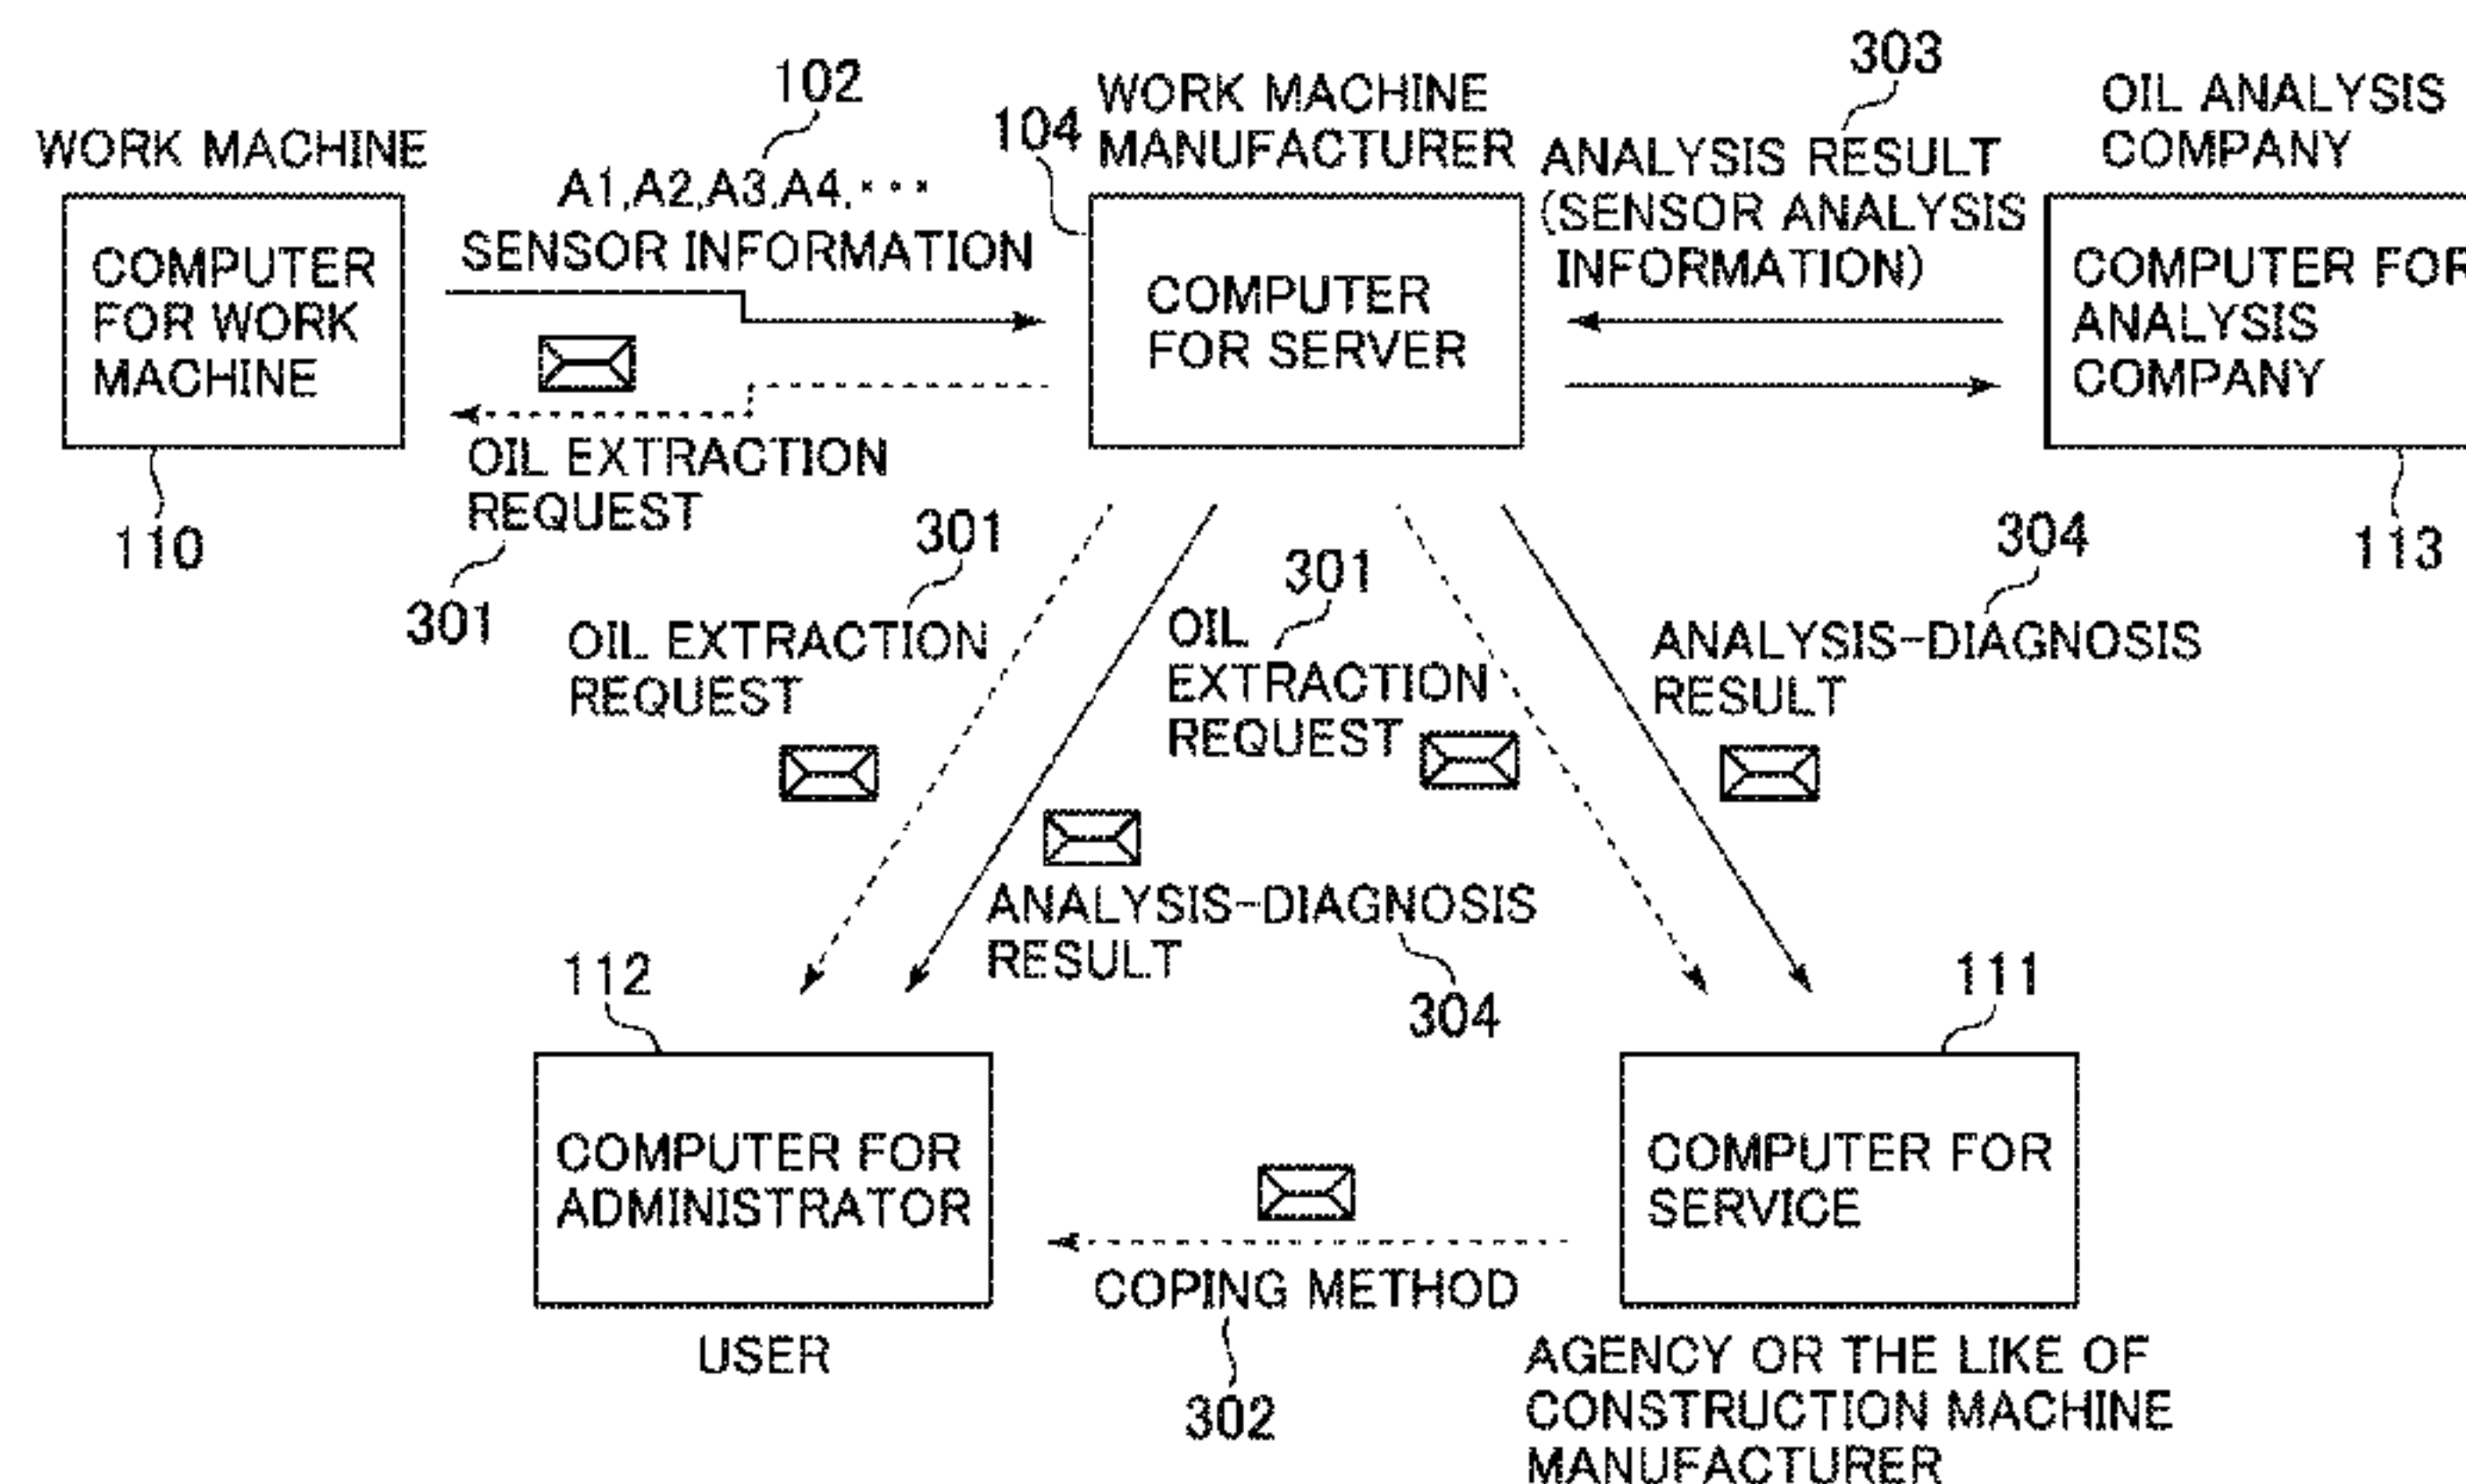 WORK MACHINE
COMPUTER
FOR WORK
MACHINE
110
102
A1,A2,A3,A4,···
SENSOR INFORMATION
OIL EXTRACTION
REQUEST
301
104
WORK MACHINE
MANUFACTURER
COMPUTER
FOR SERVER
303
ANALYSIS RESULT
(SENSOR ANALYSIS
INFORMATION)
OIL ANALYSIS
COMPANY
COMPUTER FOR
ANALYSIS
COMPANY
113
301
OIL EXTRACTION
REQUEST
301
OIL
EXTRACTION
REQUEST
304
ANALYSIS-DIAGNOSIS
RESULT
ANALYSIS-DIAGNOSIS
RESULT
304
112
COMPUTER FOR
ADMINISTRATOR
USER
COPING METHOD
302
111
COMPUTER FOR
SERVICE
AGENCY OR THE LIKE OF
CONSTRUCTION MACHINE
MANUFACTURER